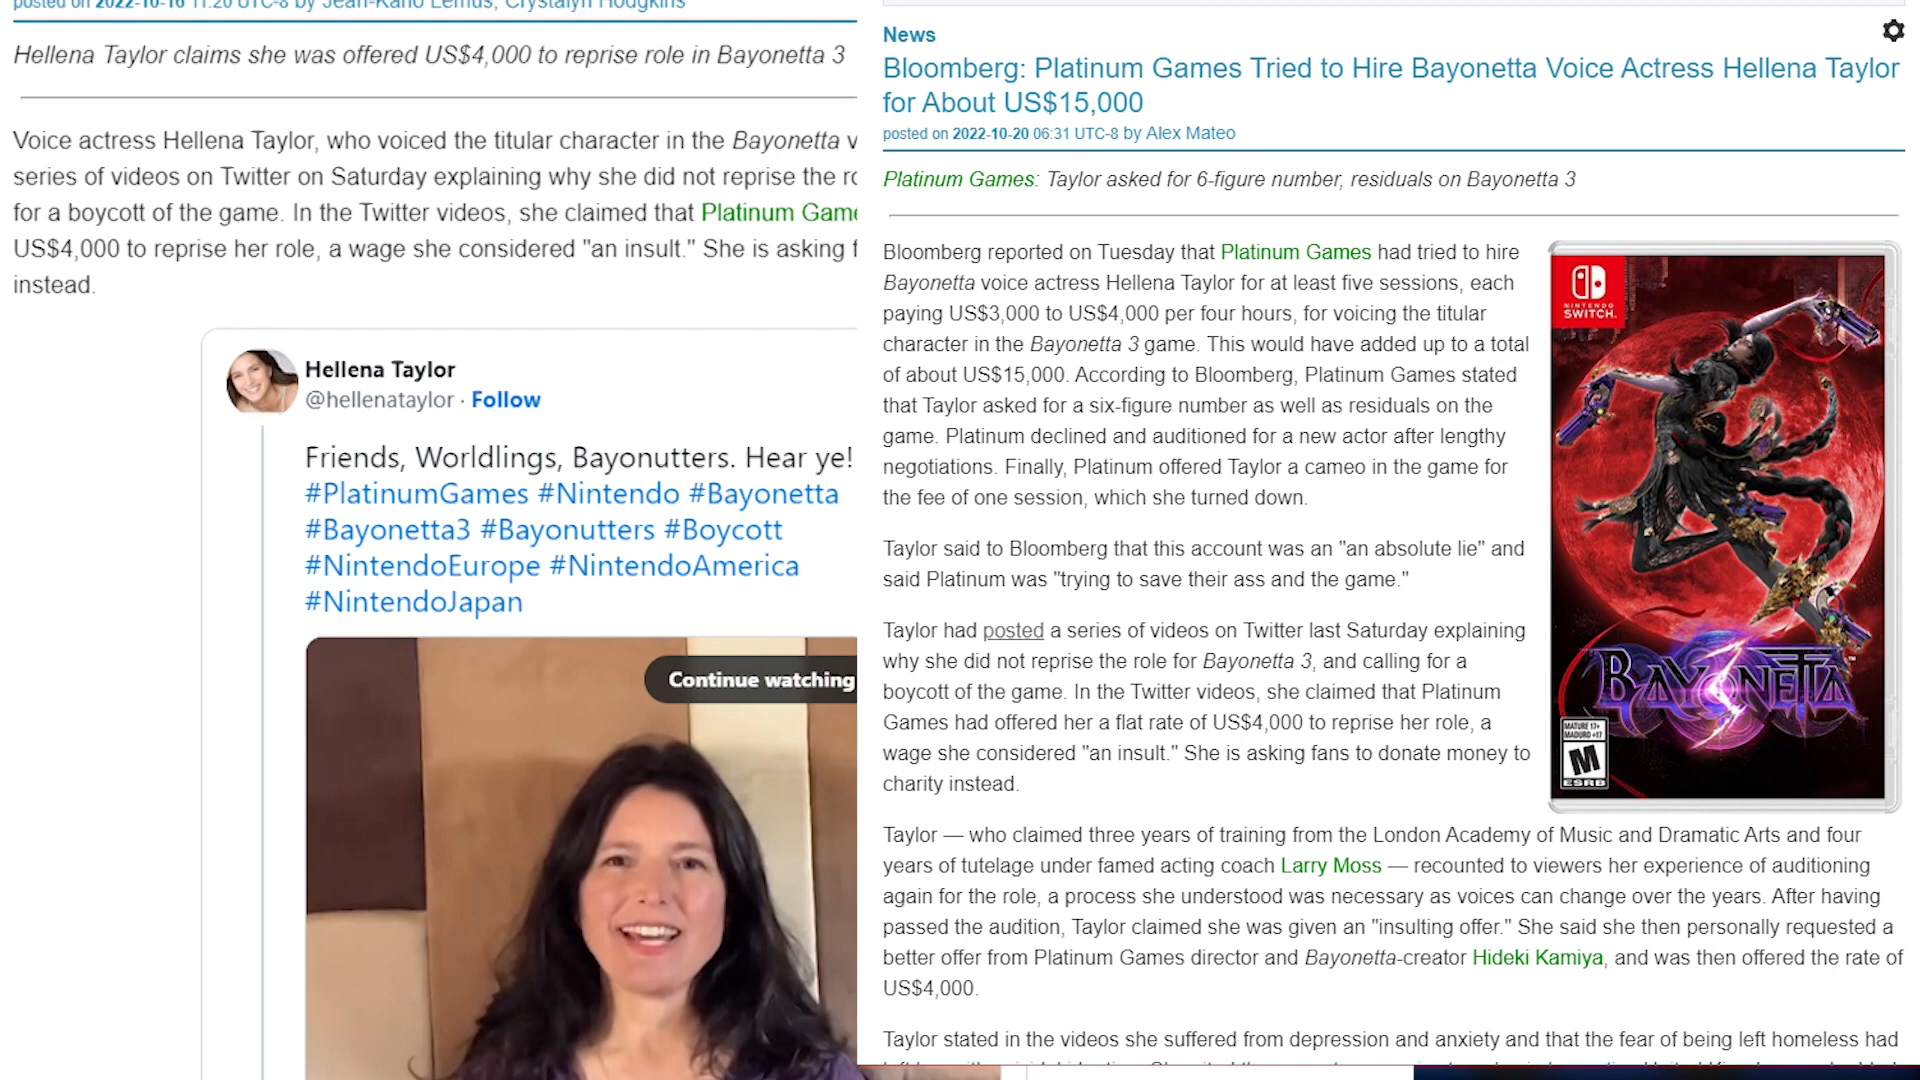 posted on 2022-10-16 11:20 UTC-8 by Jean-Karlo Lemus, Crystalyn Hodgkins
Hellena Taylor claims she was offered US$4,000 to reprise role in Bayonetta 3
Voice actress Hellena Taylor, who voiced the titular character in the Bayonetta v
series of videos on Twitter on Saturday explaining why she did not reprise the ro
for a boycott of the game. In the Twitter videos, she claimed that Platinum Game
US$4,000 to reprise her role, a wage she considered "an insult." She is asking f
instead.
Hellena Taylor
@hellenataylor · Follow
Friends, Worldlings, Bayonutters. Hear ye!
#PlatinumGames #Nintendo #Bayonetta
#Bayonetta3 #Bayonutters #Boycott
#NintendoEurope #NintendoAmerica
#NintendoJapan
Continue watching
News
Bloomberg: Platinum Games Tried to Hire Bayonetta Voice Actress Hellena Taylor
for About US$15,000
posted on 2022-10-20 06:31 UTC-8 by Alex Mateo
Platinum Games: Taylor asked for 6-figure number, residuals on Bayonetta 3
Bloomberg reported on Tuesday that Platinum Games had tried to hire
Bayonetta voice actress Hellena Taylor for at least five sessions, each
paying US$3,000 to US$4,000 per four hours, for voicing the titular
character in the Bayonetta 3 game. This would have added up to a total
of about US$15,000. According to Bloomberg, Platinum Games stated
that Taylor asked for a six-figure number as well as residuals on the
game. Platinum declined and auditioned for a new actor after lengthy
negotiations. Finally, Platinum offered Taylor a cameo in the game for
the fee of one session, which she turned down.
Taylor said to Bloomberg that this account was an "an absolute lie" and
said Platinum was "trying to save their ass and the game."
Taylor had posted a series of videos on Twitter last Saturday explaining
why she did not reprise the role for Bayonetta 3, and calling for a
boycott of the game. In the Twitter videos, she claimed that Platinum
Games had offered her a flat rate of US$4,000 to reprise her role, a
wage she considered "an insult." She is asking fans to donate money to
charity instead.
NINTENDO
SWITCH.
BAYONETTA
MATURE 17+
MADURO +17
M
ESRB
Taylor — who claimed three years of training from the London Academy of Music and Dramatic Arts and four
years of tutelage under famed acting coach Larry Moss — recounted to viewers her experience of auditioning
again for the role, a process she understood was necessary as voices can change over the years. After having
passed the audition, Taylor claimed she was given an "insulting offer." She said she then personally requested a
better offer from Platinum Games director and Bayonetta-creator Hideki Kamiya, and was then offered the rate of
US$4,000.
Taylor stated in the videos she suffered from depression and anxiety and that the fear of being left homeless had